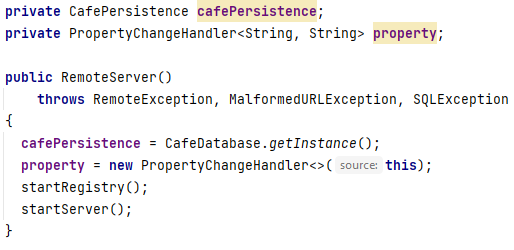 private CafePersistence cafePersistence;
private PropertyChangeHandler<String, String> property;
public RemoteServer()
throws RemoteException, MalformedURLException, SQLException
{
cafePersistence = CafeDatabase.getInstance();
property = new PropertyChangeHandler<>( source: this);
startRegistry();
startServer();
}